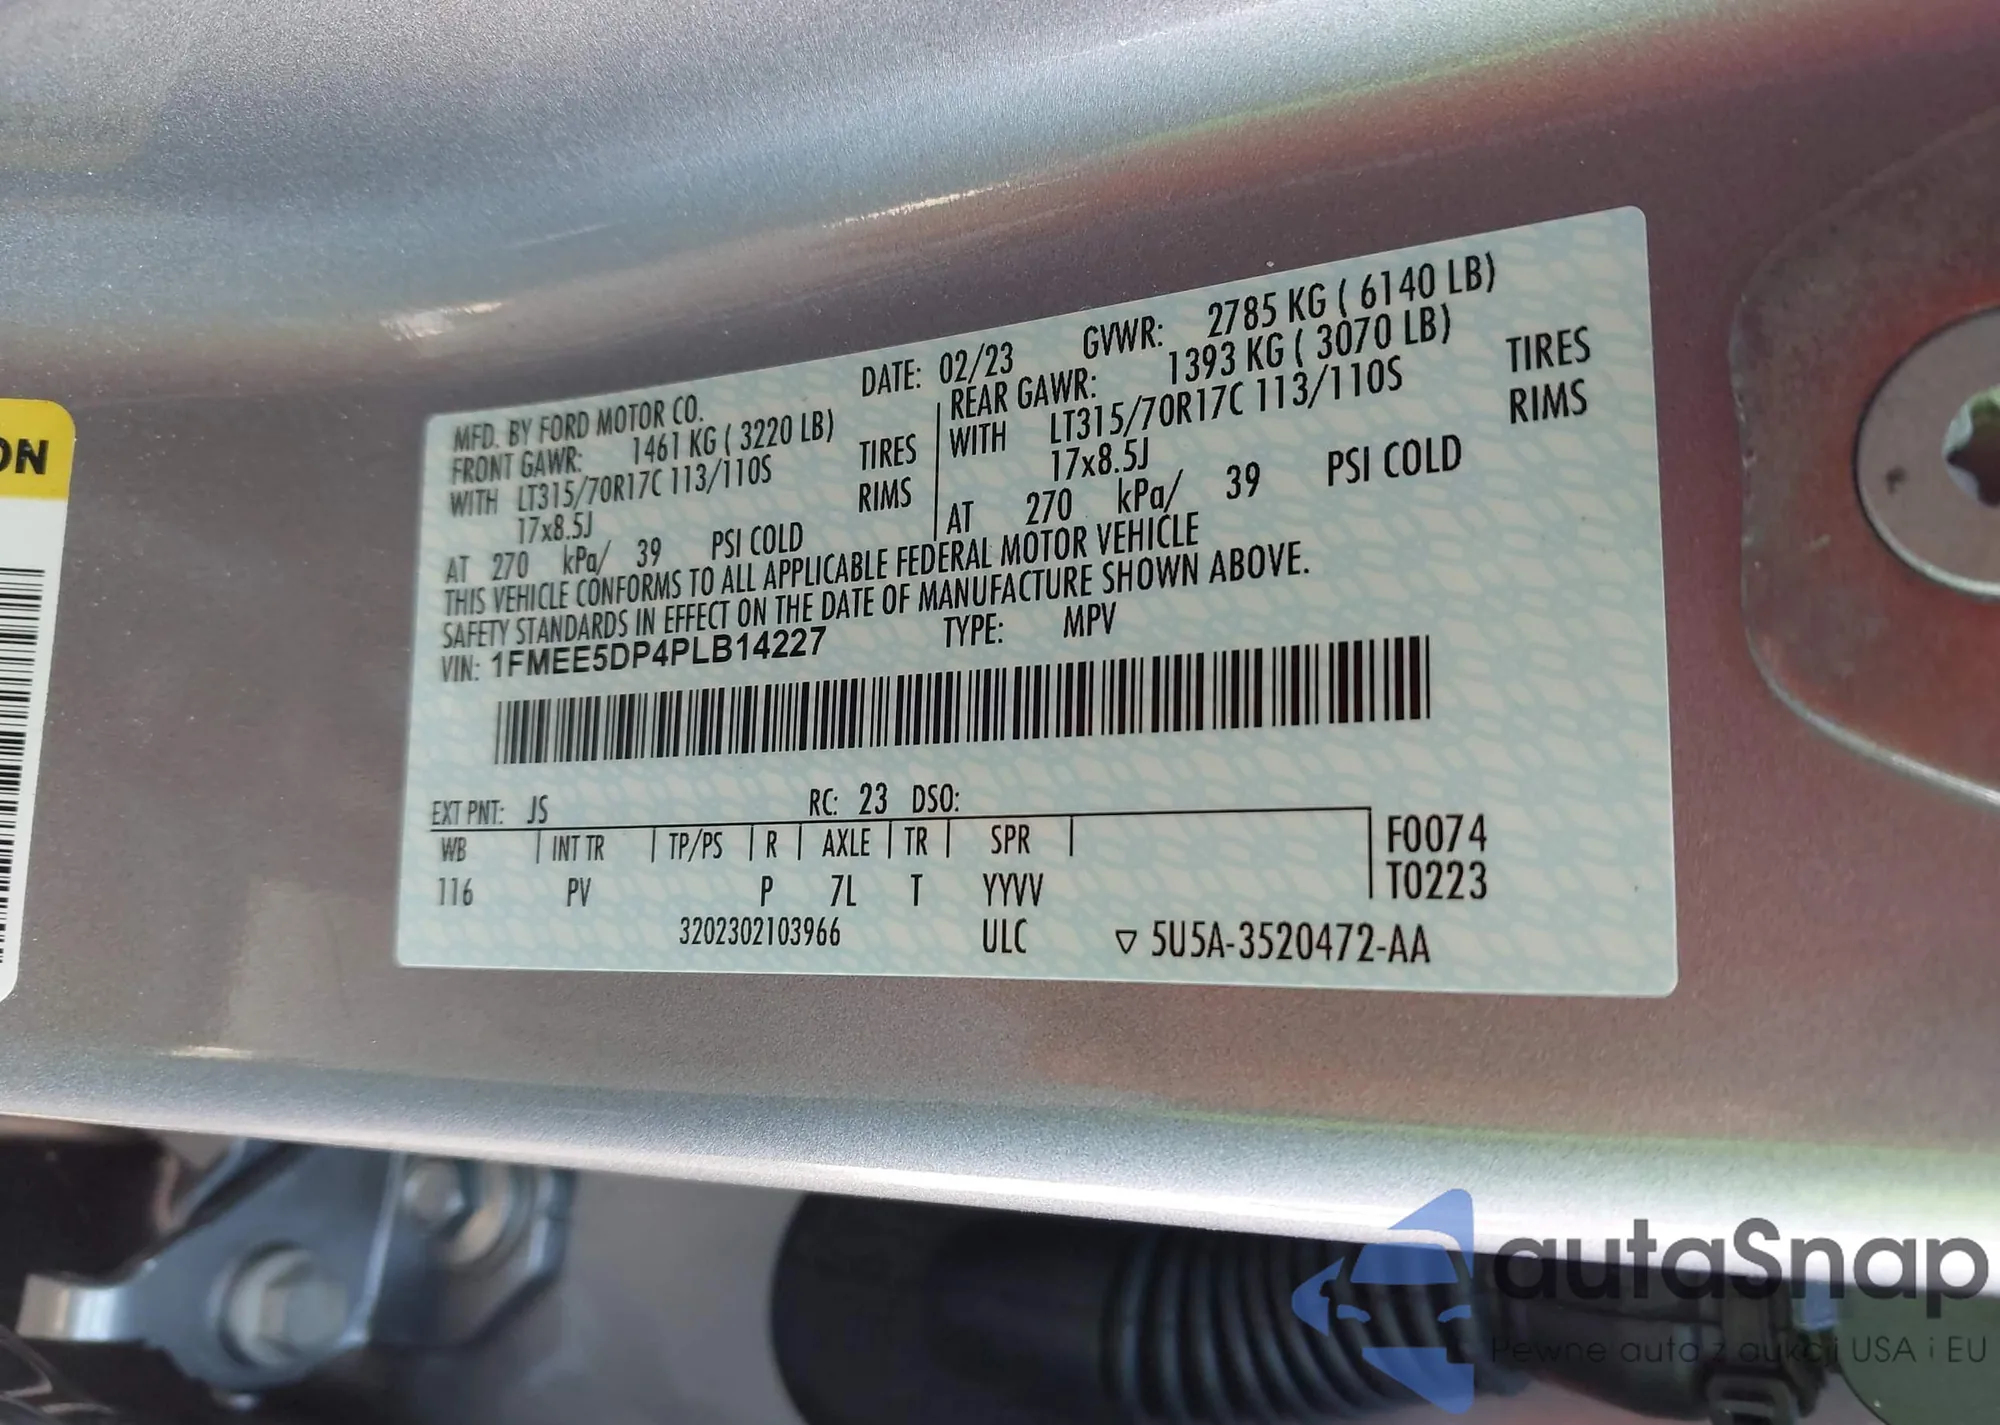 ON
MFD. BY FORD MOTOR CO. DATE: 02/23 GVWR: 2785 KG ( 6140 LB)
FRONT GAWR: 1461 KG ( 3220 LB) REAR GAWR: 1393 KG ( 3070 LB)
WITH LT315/70R17C 113/110S TIRES WITH LT315/70R17C 113/110S TIRES
17x8.5J RIMS 17x8.5J RIMS
AT 270 kPa/ 39 PSI COLD AT 270 kPa/ 39 PSI COLD
THIS VEHICLE CONFORMS TO ALL APPLICABLE FEDERAL MOTOR VEHICLE
SAFETY STANDARDS IN EFFECT ON THE DATE OF MANUFACTURE SHOWN ABOVE.
VIN: 1FMEE5DP4PLB14227 TYPE: MPV
EXT PNT: JS RC: 23 DSO:
WB INT TR TP/PS R AXLE TR SPR F0074
116 PV P 7L T YYVV T0223
3202302103966 ULC ▽ 5U5A-3520472-AA
autaSnap
Pewne auta z aukcji USA i EU